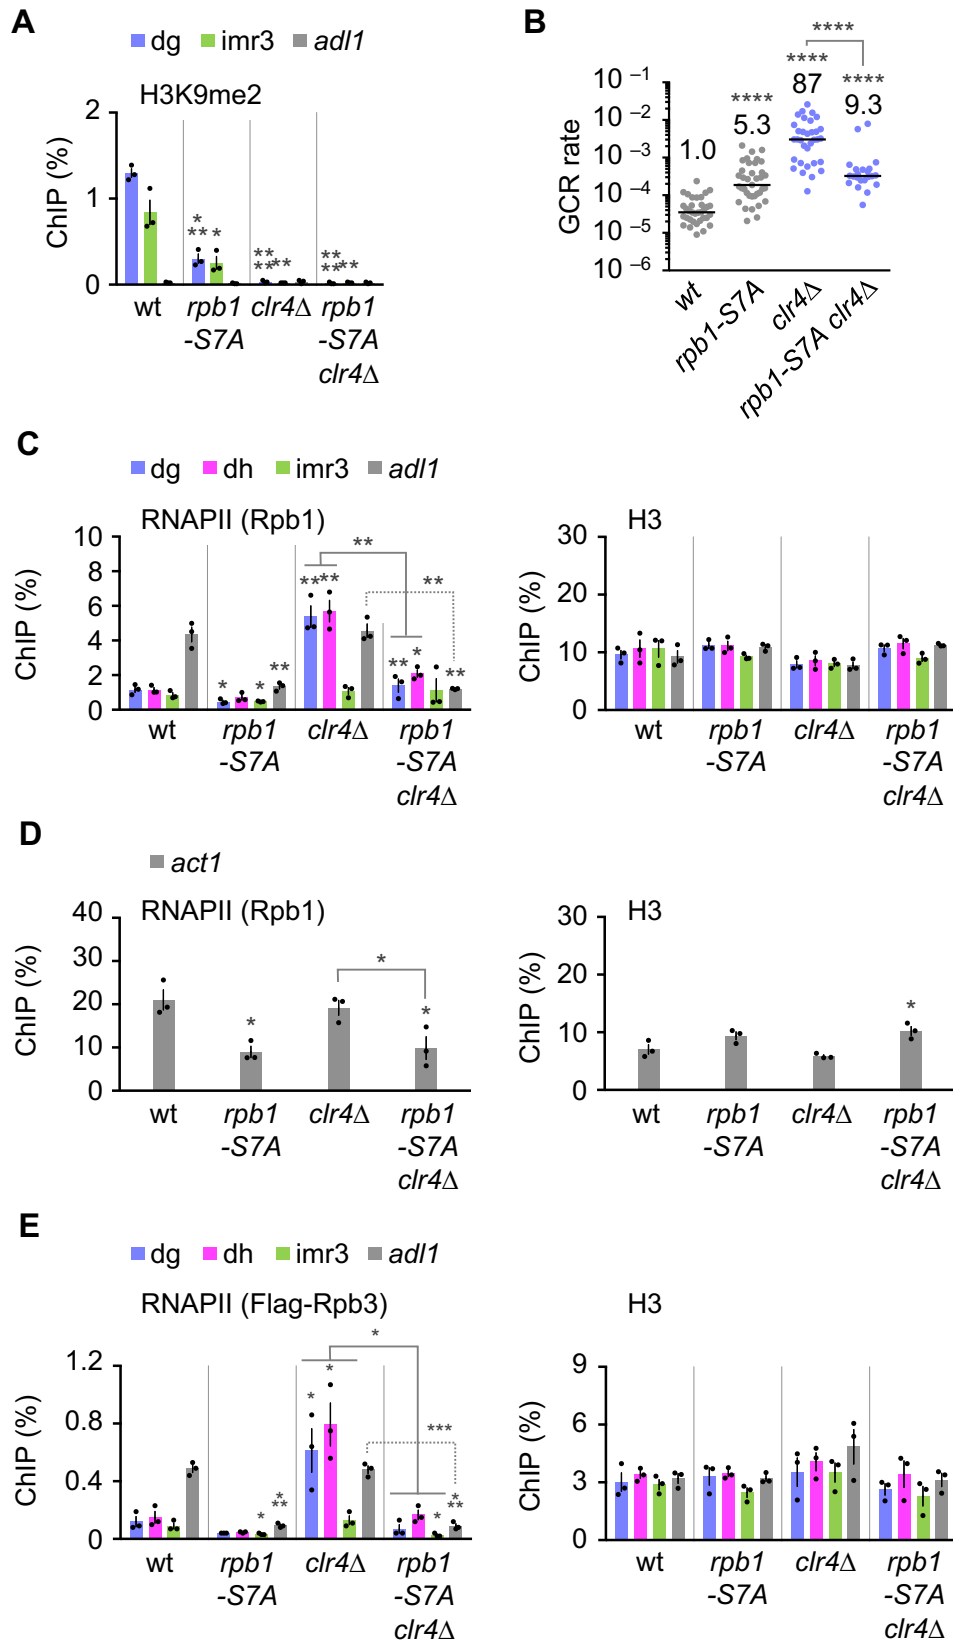 A
dg imr3 adl1
H3K9me2
ChIP (%)
2
1
0
* ** * ** ** ** ** ** **
wt rpb1 -S7A clr4Δ rpb1 -S7A clr4Δ
B
GCR rate
10 −1
10 −2
10 −3
10 −4
10 −5
10 −6
****
1.0
**** 5.3
**** 87
**** 9.3
wt rpb1-S7A clr4Δ rpb1-S7A clr4Δ
C
dg dh imr3 adl1
RNAPII (Rpb1)
ChIP (%)
10
8
6
4
2
0
** **
* * ** ** ** ** * **
wt rpb1 -S7A clr4Δ rpb1 -S7A clr4Δ
H3
ChIP (%)
30
20
10
0
wt rpb1 -S7A clr4Δ rpb1 -S7A clr4Δ
D
act1
RNAPII (Rpb1)
ChIP (%)
40
30
20
10
0
* * *
wt rpb1 -S7A clr4Δ rpb1 -S7A clr4Δ
H3
ChIP (%)
30
20
10
0
*
wt rpb1 -S7A clr4Δ rpb1 -S7A clr4Δ
E
dg dh imr3 adl1
RNAPII (Flag-Rpb3)
ChIP (%)
1.2
0.8
0.4
0
* ***
* * ** * * * * **
wt rpb1 -S7A clr4Δ rpb1 -S7A clr4Δ
H3
ChIP (%)
9
6
3
0
wt rpb1 -S7A clr4Δ rpb1 -S7A clr4Δ